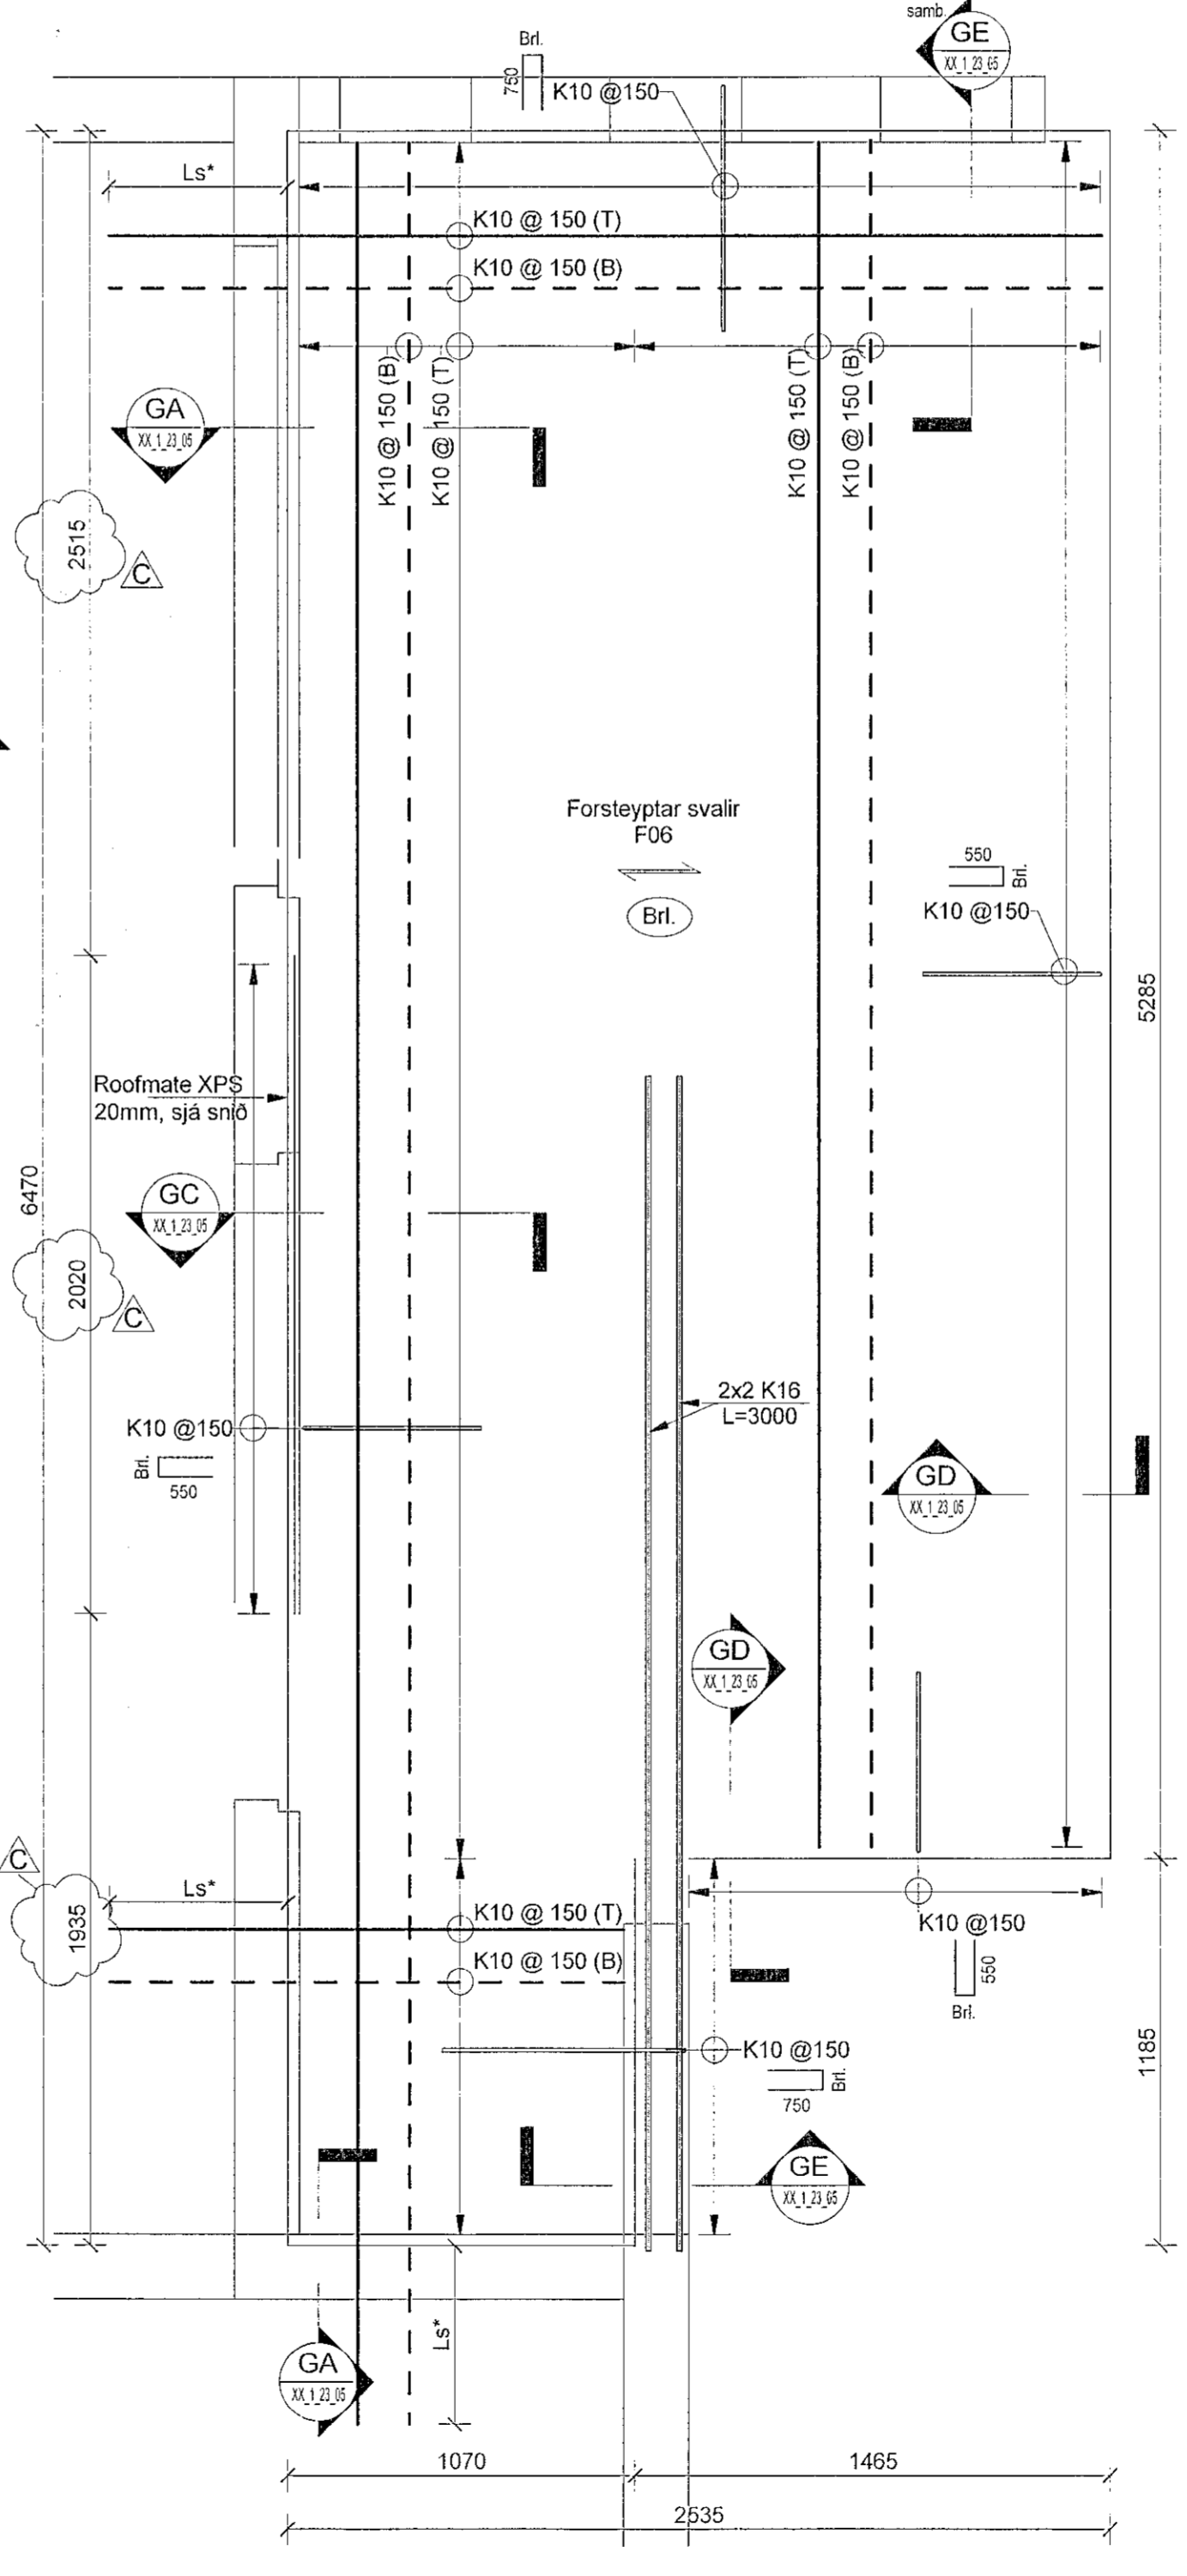 samb.
GE
XX_1_23_05
Brl.
750
K10 @150
Ls*
K10 @ 150 (T)
K10 @ 150 (B)
K10 @ 150 (B)
K10 @ 150 (T)
K10 @ 150 (T)
K10 @ 150 (B)
GA
XX_1_23_05
2515
C
Forsteyptar svalir
F06
Brl.
550
Brl.
K10 @150
5285
Roofmate XPS
20mm, sjá snið
6470
GC
XX_1_23_05
2020
C
2x2 K16
L=3000
K10 @150
Brl.
550
GD
XX_1_23_05
GD
XX_1_23_05
C
Ls*
1935
K10 @ 150 (T)
K10 @ 150 (B)
K10 @150
550
Brl.
K10 @150
Brl.
750
1185
GE
XX_1_23_05
Ls*
GA
XX_1_23_05
1070
1465
2535